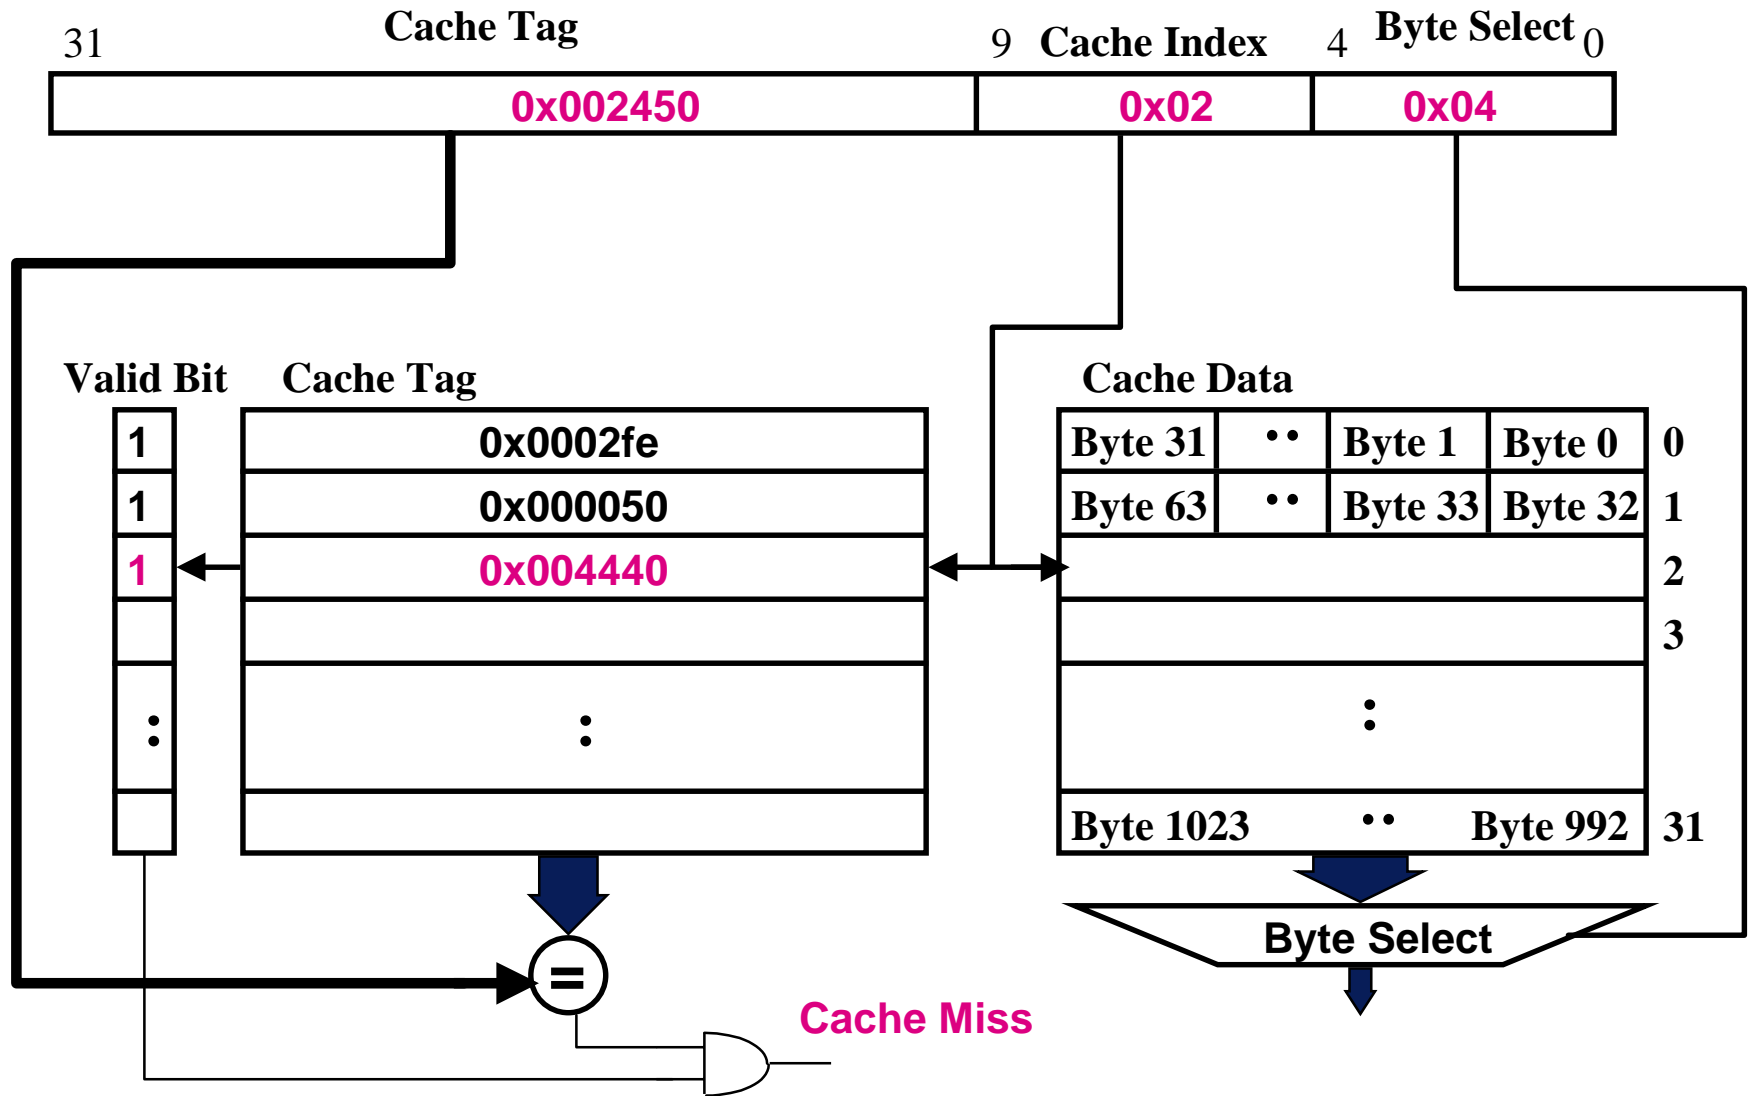 31 Cache Tag 9 Cache Index 4 Byte Select 0
0x002450 0x02 0x04
Valid Bit Cache Tag Cache Data
1 0x0002fe Byte 31 Byte 1 Byte 0 0
1 0x000050 Byte 63 Byte 33 Byte 32 1
1 0x004440 2
3
Byte 1023 Byte 992 31
Byte Select
=
Cache Miss